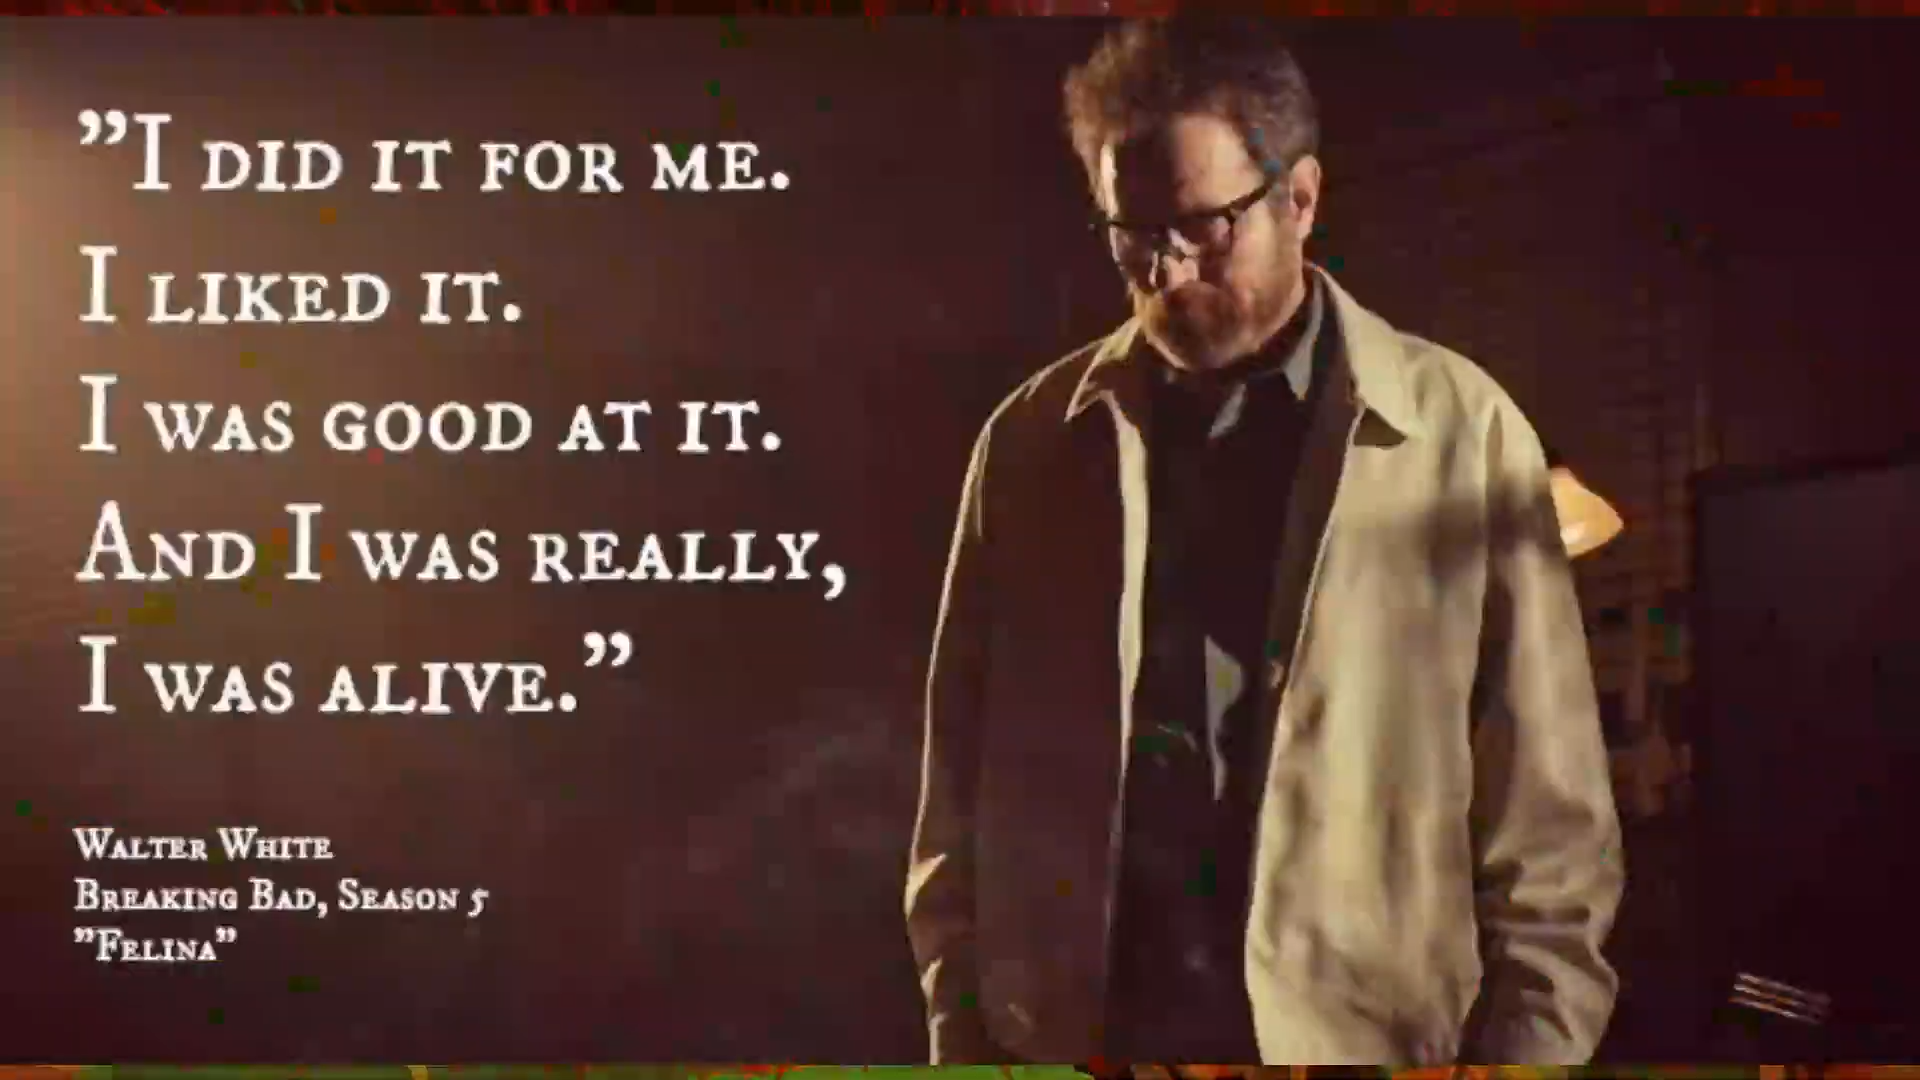 ”I did it for me.
I liked it.
I was good at it.
And I was really,
I was alive.”
Walter White
Breaking Bad, Season 5
”Felina”